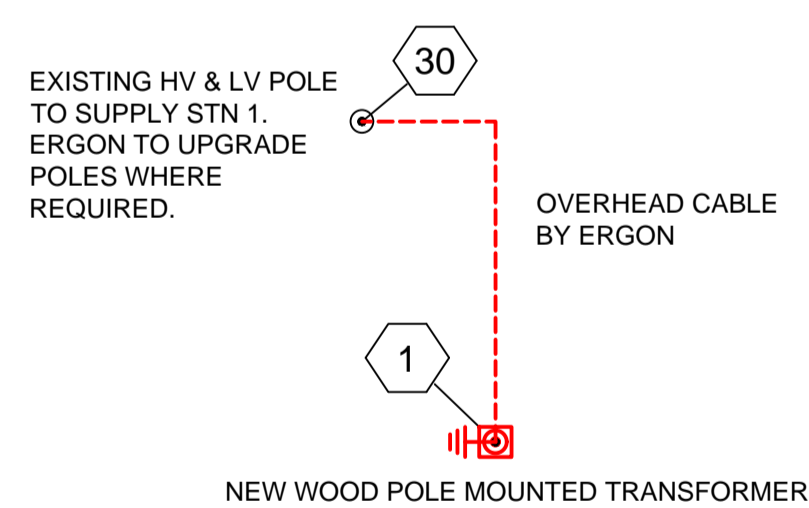 30
EXISTING HV & LV POLE
TO SUPPLY STN 1.
ERGON TO UPGRADE
POLES WHERE
REQUIRED.
OVERHEAD CABLE
BY ERGON
1
NEW WOOD POLE MOUNTED TRANSFORMER